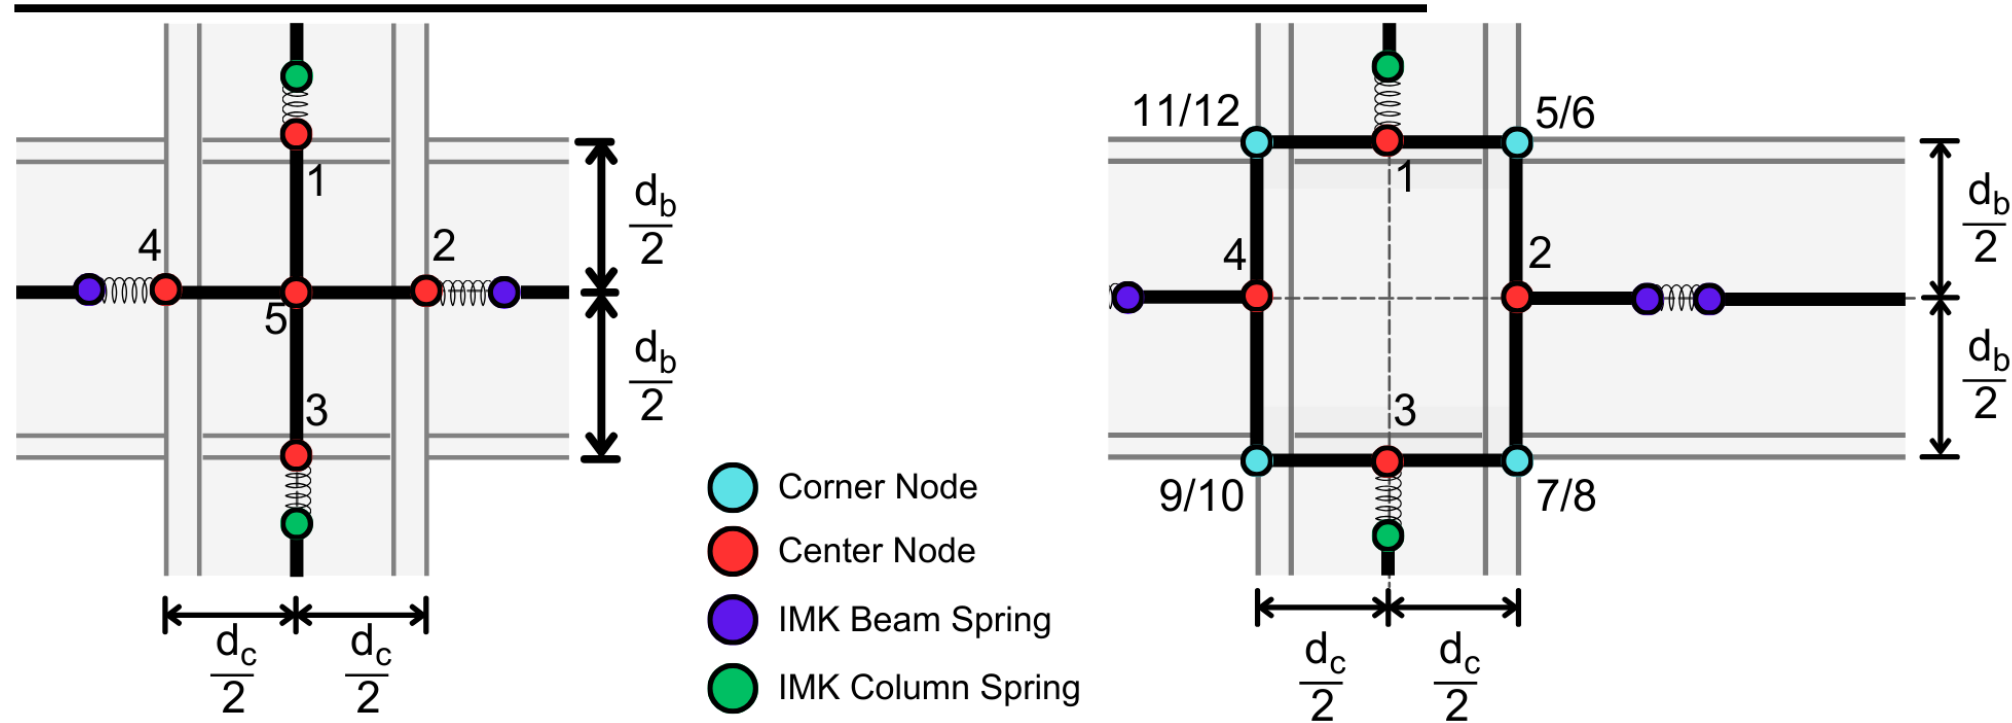 1
4
2
5
3
d_b
2
d_b
2
d_c
2
d_c
2
Corner Node
Center Node
IMK Beam Spring
IMK Column Spring
11/12
5/6
1
4
2
3
9/10
7/8
d_b
2
d_b
2
d_c
2
d_c
2